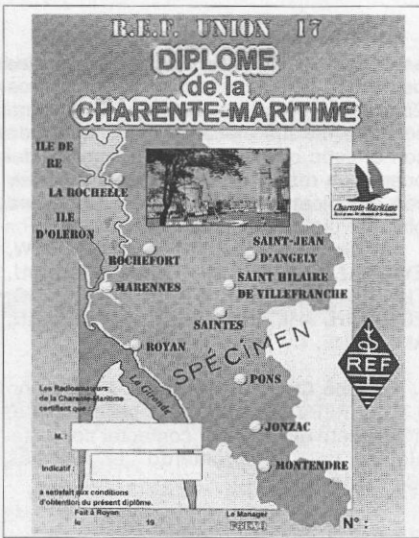 R.E.F. UNION 17
DIPLOME
de la
CHARENTE-MARITIME
ILE DE
RE
LA ROCHELLE
ILE
D'OLERON
Charente-Maritime
ROCHEFORT
SAINT-JEAN
D'ANGELY
MARENNES
SAINT HILAIRE
DE VILLEFRANCHE
SAINTES
ROYAN
SPÉCIMEN
REF
La Gironde
PONS
Les Radioamateurs
de la Charente-Maritime
certifient que :
M. :
JONZAC
Indicatif :
MONTENDRE
a satisfait aux conditions
d'obtention du présent diplôme.
Fait à Royan
le 19
Le Manager
N° :